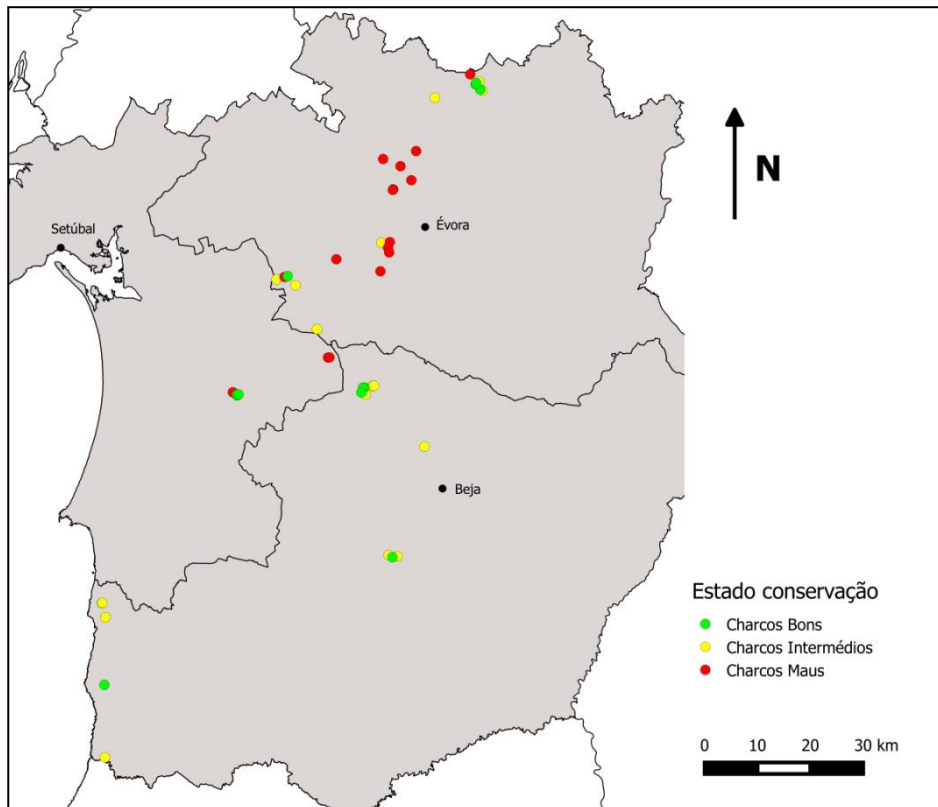 N
Évora
Setúbal
Beja
Estado conservação
Charcos Bons
Charcos Intermédios
Charcos Maus
0 10 20 30 km